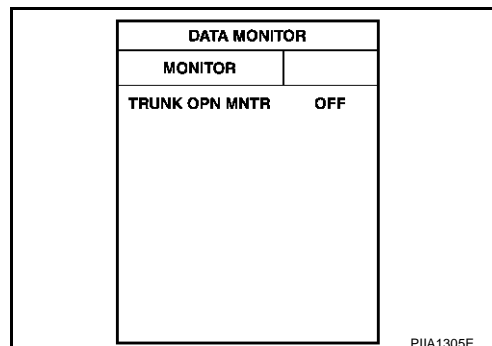 DATA MONITOR
MONITOR
TRUNK OPN MNTR OFF
PIIA1305E